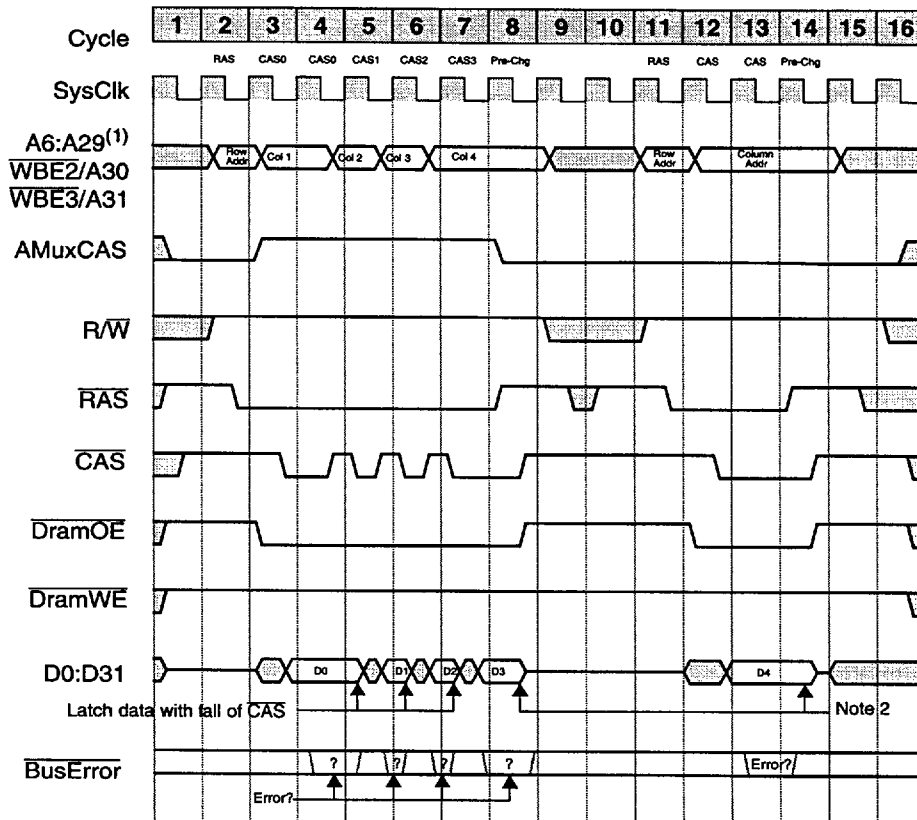 Cycle 1 2 3 4 5 6 7 8 9 10 11 12 13 14 15 16
RAS CAS0 CAS0 CAS1 CAS2 CAS3 Pre-Chg RAS CAS CAS Pre-Chg
SysClk
A6:A29(1)
WBE2/A30
WBE3/A31
Row Addr Col 1 Col 2 Col 3 Col 4 Row Addr Column Addr
AMuxCAS
R/W
RAS
CAS
DramOE
DramWE
D0:D31 D0 D1 D2 D3 D4
Latch data with fall of CAS Note 2
BusError ? ? ? ? Error?
Error?